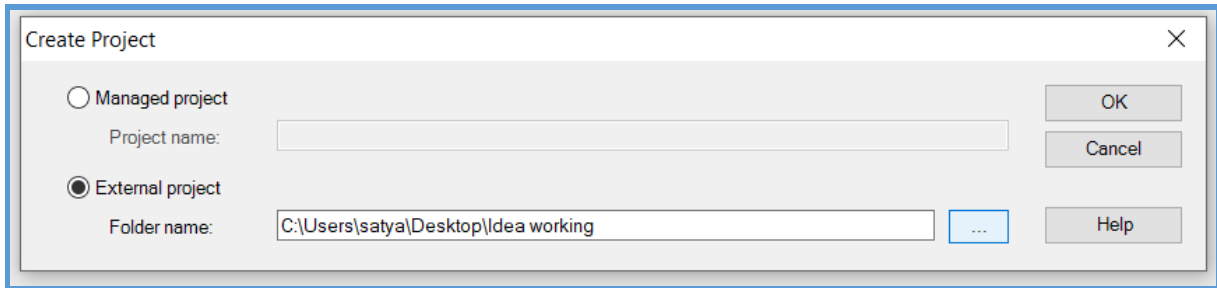 Create Project
Managed project
OK
Project name:
Cancel
External project
Folder name:
C:\Users\satya\Desktop\Idea working
...
Help